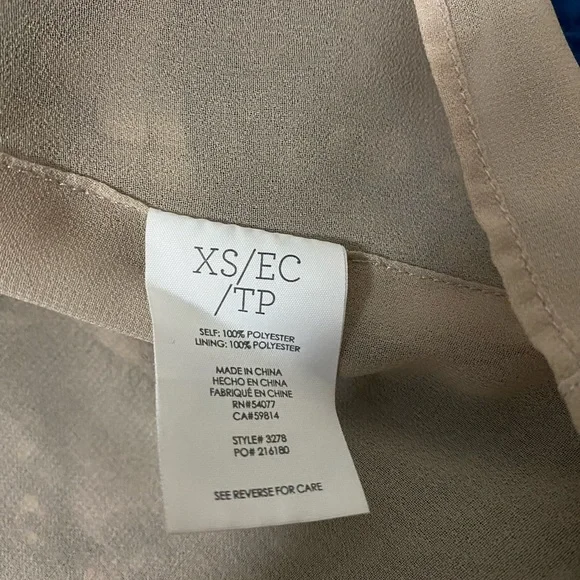 XS/EC
/TP
SELF: 100% POLYESTER
LINING: 100% POLYESTER
MADE IN CHINA
HECHO EN CHINA
FABRIQUÉ EN CHINE
RN#54077
CA#59814
STYLE# 3278
PO# 216180
SEE REVERSE FOR CARE